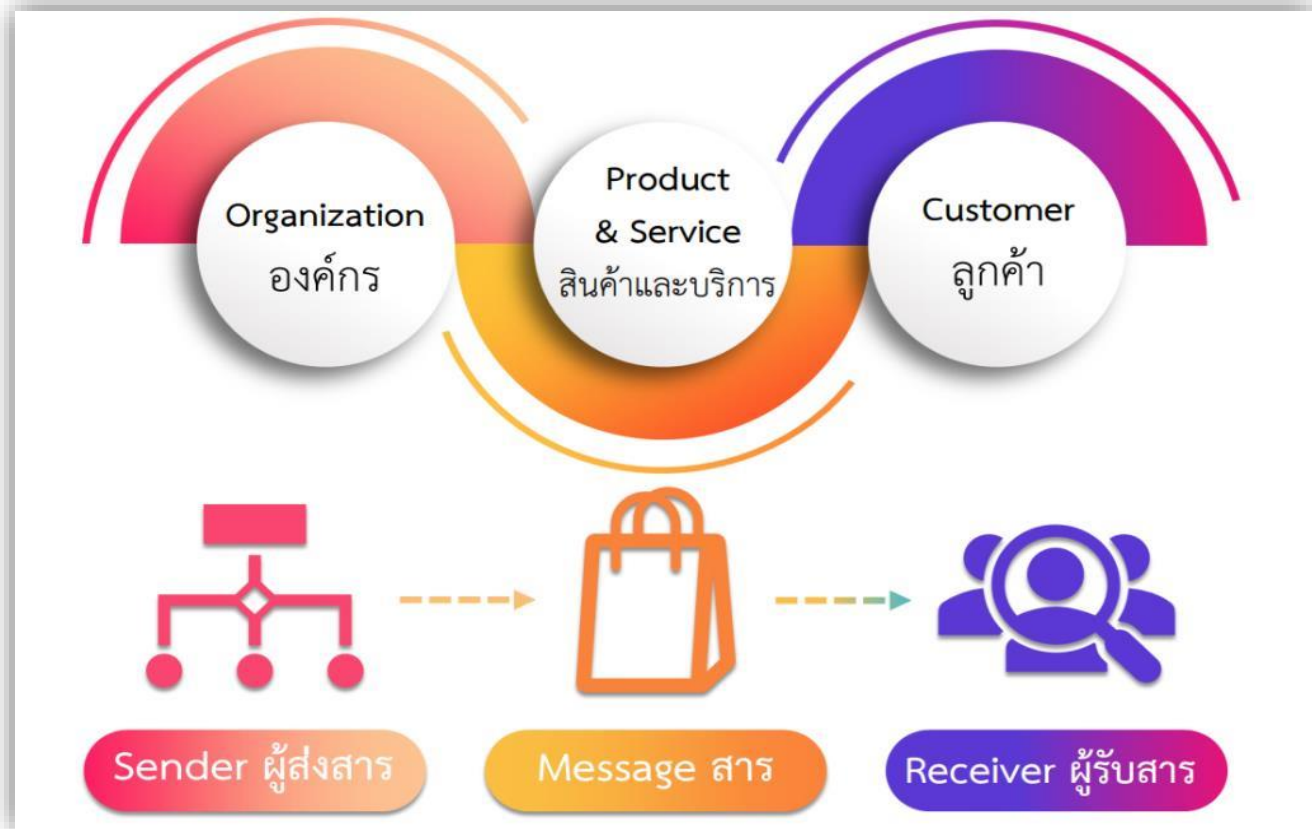 Organization
องค์กร
Product
& Service
สินค้าและบริการ
Customer
ลูกค้า
Sender ผู้ส่งสาร
Message สาร
Receiver ผู้รับสาร